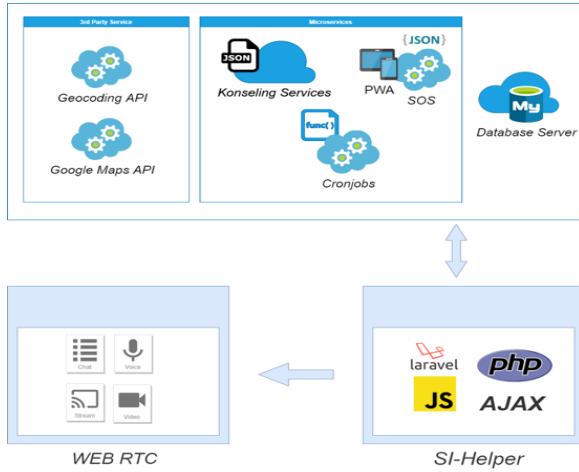 3rd Party Service
Microservices
Geocoding API
Google Maps API
JSON
Konseling Services
{JSON}
PWA
SOS
func()
Cronjobs
My
Database Server
Chat
Voice
Stream
Video
WEB RTC
laravel
php
JS
AJAX
SI-Helper